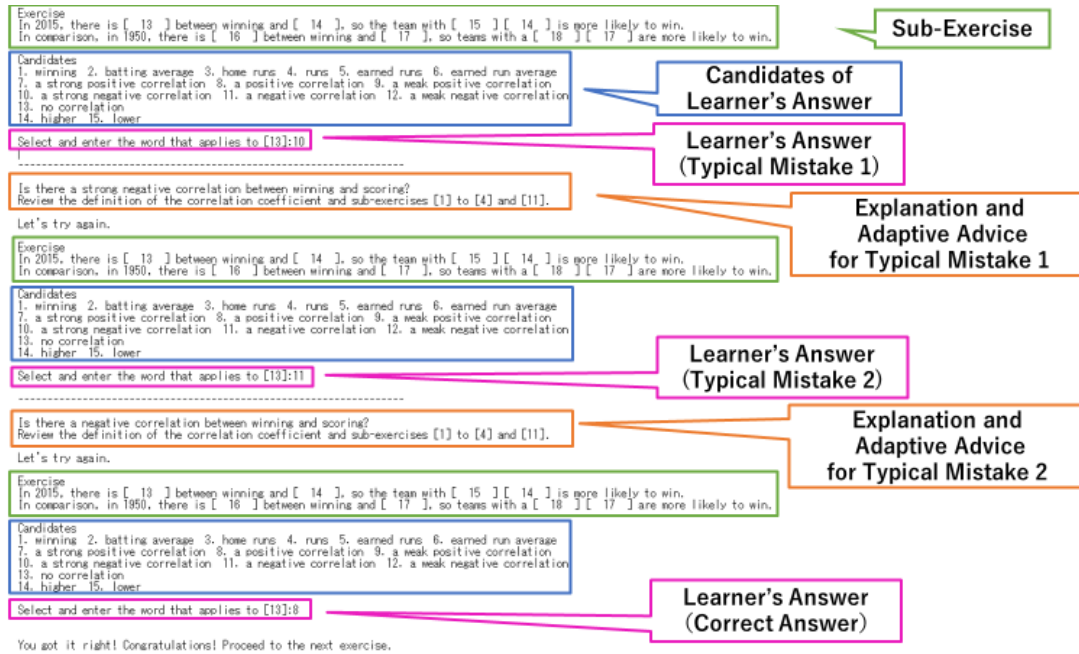 Exercise
In 2015, there is [ 13 ] between winning and [ 14 ], so the team with [ 15 ] [ 14 ] is more likely to win.
In comparison, in 1950, there is [ 16 ] between winning and [ 17 ], so teams with a [ 18 ] [ 17 ] are more likely to win.
Sub-Exercise
Candidates
1. winning 2. batting average 3. home runs 4. runs 5. earned runs 6. earned run average
7. a strong positive correlation 8. a positive correlation 9. a weak positive correlation
10. a strong negative correlation 11. a negative correlation 12. a weak negative correlation
13. no correlation
14. higher 15. lower
Candidates of
Learner's Answer
Select and enter the word that applies to [13]:10
Learner's Answer
(Typical Mistake 1)
------------------------------------------------------------------
Is there a strong negative correlation between winning and scoring?
Review the definition of the correlation coefficient and sub-exercises [1] to [4] and [11].
Explanation and
Adaptive Advice
for Typical Mistake 1
Let's try again.
Exercise
In 2015, there is [ 13 ] between winning and [ 14 ], so the team with [ 15 ] [ 14 ] is more likely to win.
In comparison, in 1950, there is [ 16 ] between winning and [ 17 ], so teams with a [ 18 ] [ 17 ] are more likely to win.
Candidates
1. winning 2. batting average 3. home runs 4. runs 5. earned runs 6. earned run average
7. a strong positive correlation 8. a positive correlation 9. a weak positive correlation
10. a strong negative correlation 11. a negative correlation 12. a weak negative correlation
13. no correlation
14. higher 15. lower
Select and enter the word that applies to [13]:11
Learner's Answer
(Typical Mistake 2)
------------------------------------------------------------------
Is there a negative correlation between winning and scoring?
Review the definition of the correlation coefficient and sub-exercises [1] to [4] and [11].
Explanation and
Adaptive Advice
for Typical Mistake 2
Let's try again.
Exercise
In 2015, there is [ 13 ] between winning and [ 14 ], so the team with [ 15 ] [ 14 ] is more likely to win.
In comparison, in 1950, there is [ 16 ] between winning and [ 17 ], so teams with a [ 18 ] [ 17 ] are more likely to win.
Candidates
1. winning 2. batting average 3. home runs 4. runs 5. earned runs 6. earned run average
7. a strong positive correlation 8. a positive correlation 9. a weak positive correlation
10. a strong negative correlation 11. a negative correlation 12. a weak negative correlation
13. no correlation
14. higher 15. lower
Select and enter the word that applies to [13]:8
Learner's Answer
(Correct Answer)
You got it right! Congratulations! Proceed to the next exercise.